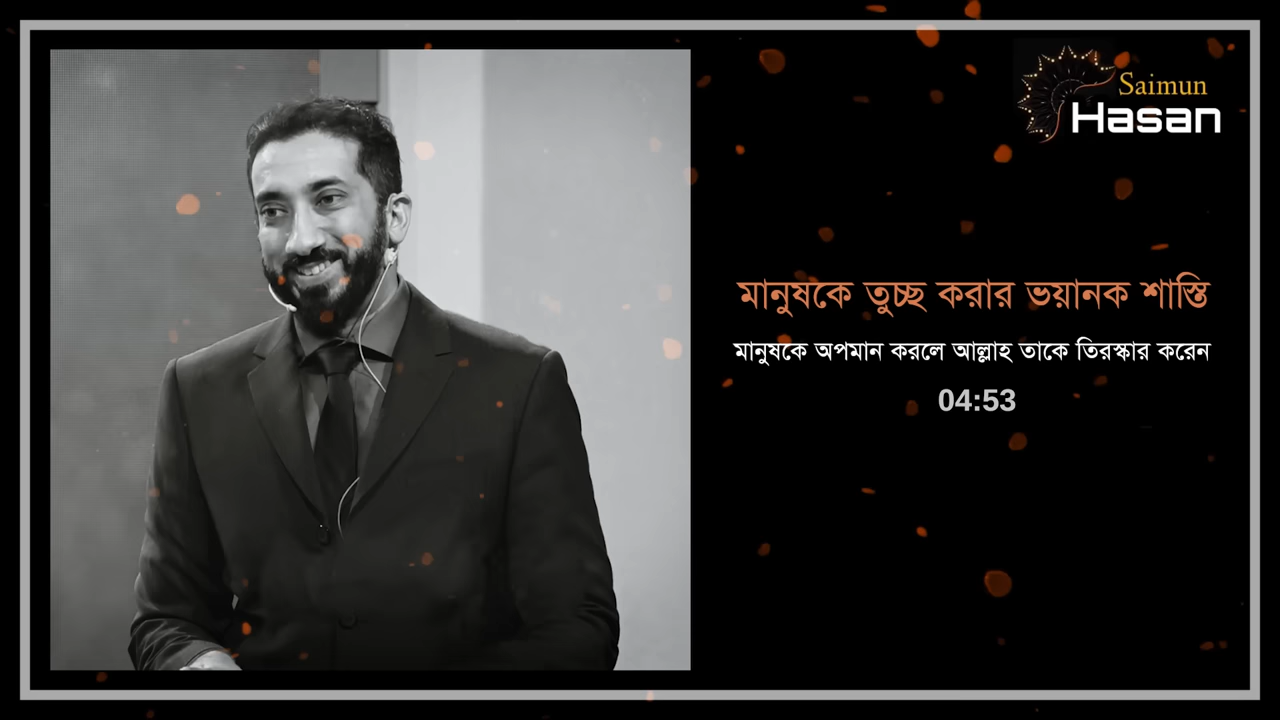 Saimun
Hasan
মানুষকে তুচ্ছ করার ভয়ানক শাস্তি
মানুষকে অপমান করলে আল্লাহ তাকে তিরস্কার করেন
04:53